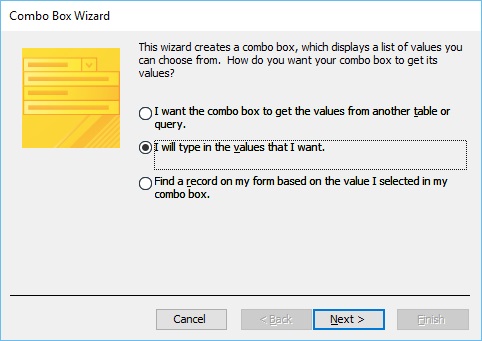 Combo Box Wizard
This wizard creates a combo box, which displays a list of values you
can choose from.  How do you want your combo box to get its
values?
I want the combo box to get the values from another table or
query.
I will type in the values that I want.
Find a record on my form based on the value I selected in my
combo box.
Cancel
< Back
Next >
Finish